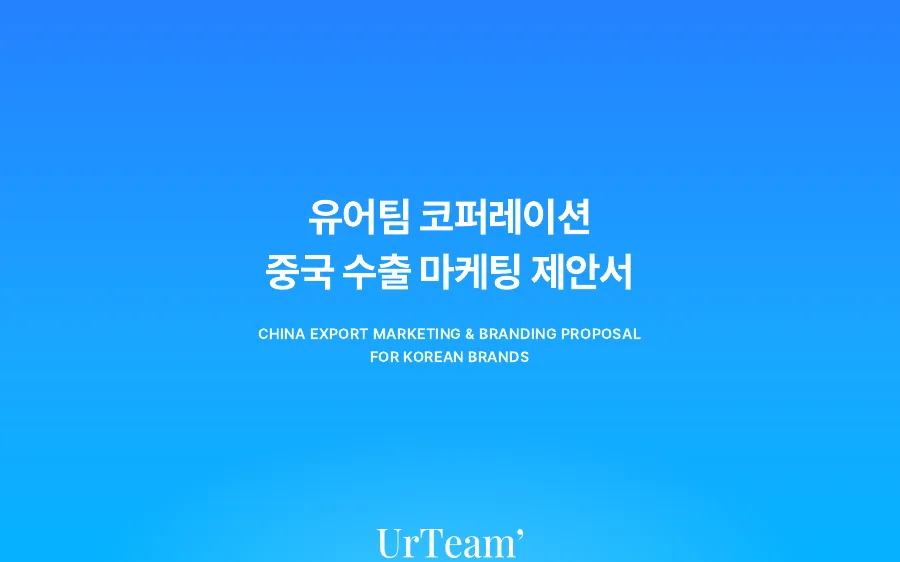 유어팀 코퍼레이션
중국 수출 마케팅 제안서
CHINA EXPORT MARKETING & BRANDING PROPOSAL
FOR KOREAN BRANDS
UrTeam’